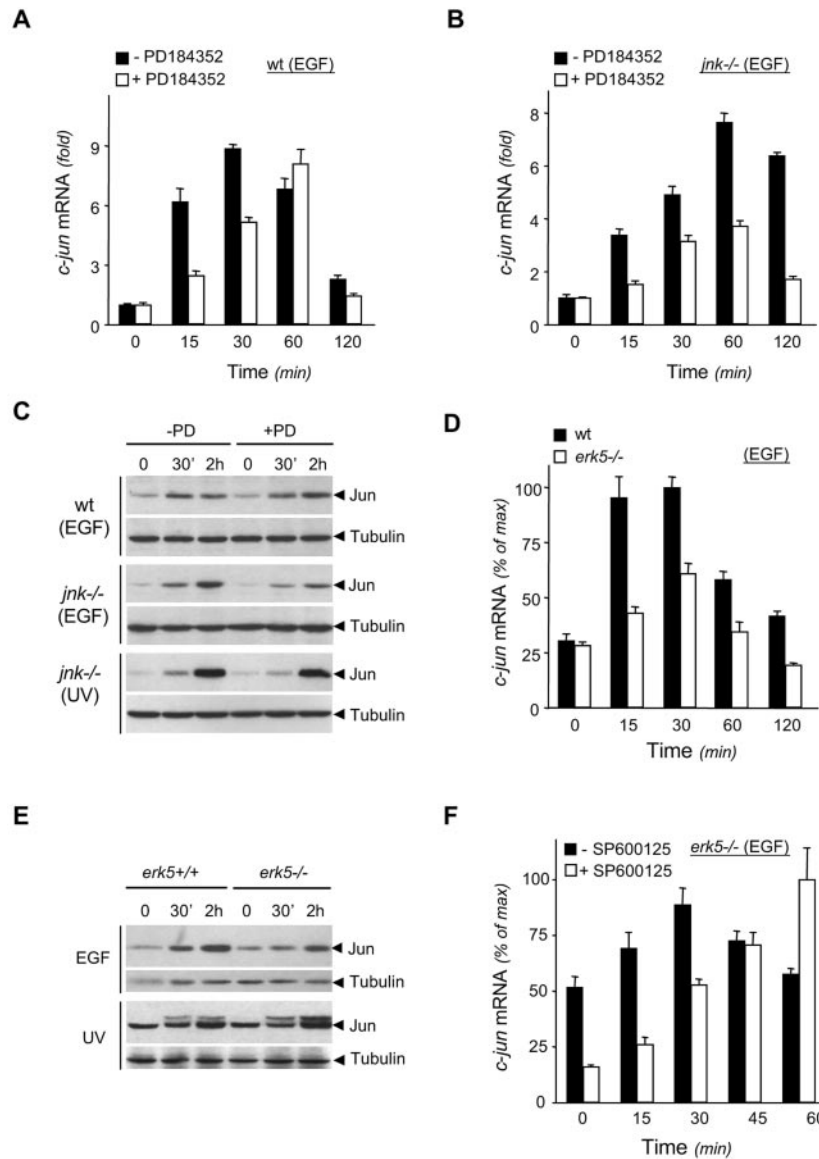 A
- PD184352
+ PD184352
wt (EGF)
c-jun mRNA (fold)
9
6
3
0
0 15 30 60 120
Time (min)
B
- PD184352
+ PD184352
jnk-/- (EGF)
c-jun mRNA (fold)
8
6
4
2
0
0 15 30 60 120
Time (min)
C
-PD +PD
0 30' 2h 0 30' 2h
wt
(EGF)
Jun
Tubulin
jnk-/-
(EGF)
Jun
Tubulin
jnk-/-
(UV)
Jun
Tubulin
D
wt
erk5-/-
(EGF)
c-jun mRNA (% of max)
100
75
50
25
0
0 15 30 60 120
Time (min)
E
erk5+/+ erk5-/-
0 30' 2h 0 30' 2h
EGF
Jun
Tubulin
UV
Jun
Tubulin
F
- SP600125
+ SP600125
erk5-/- (EGF)
c-jun mRNA (% of max)
100
75
50
25
0
0 15 30 45 60
Time (min)